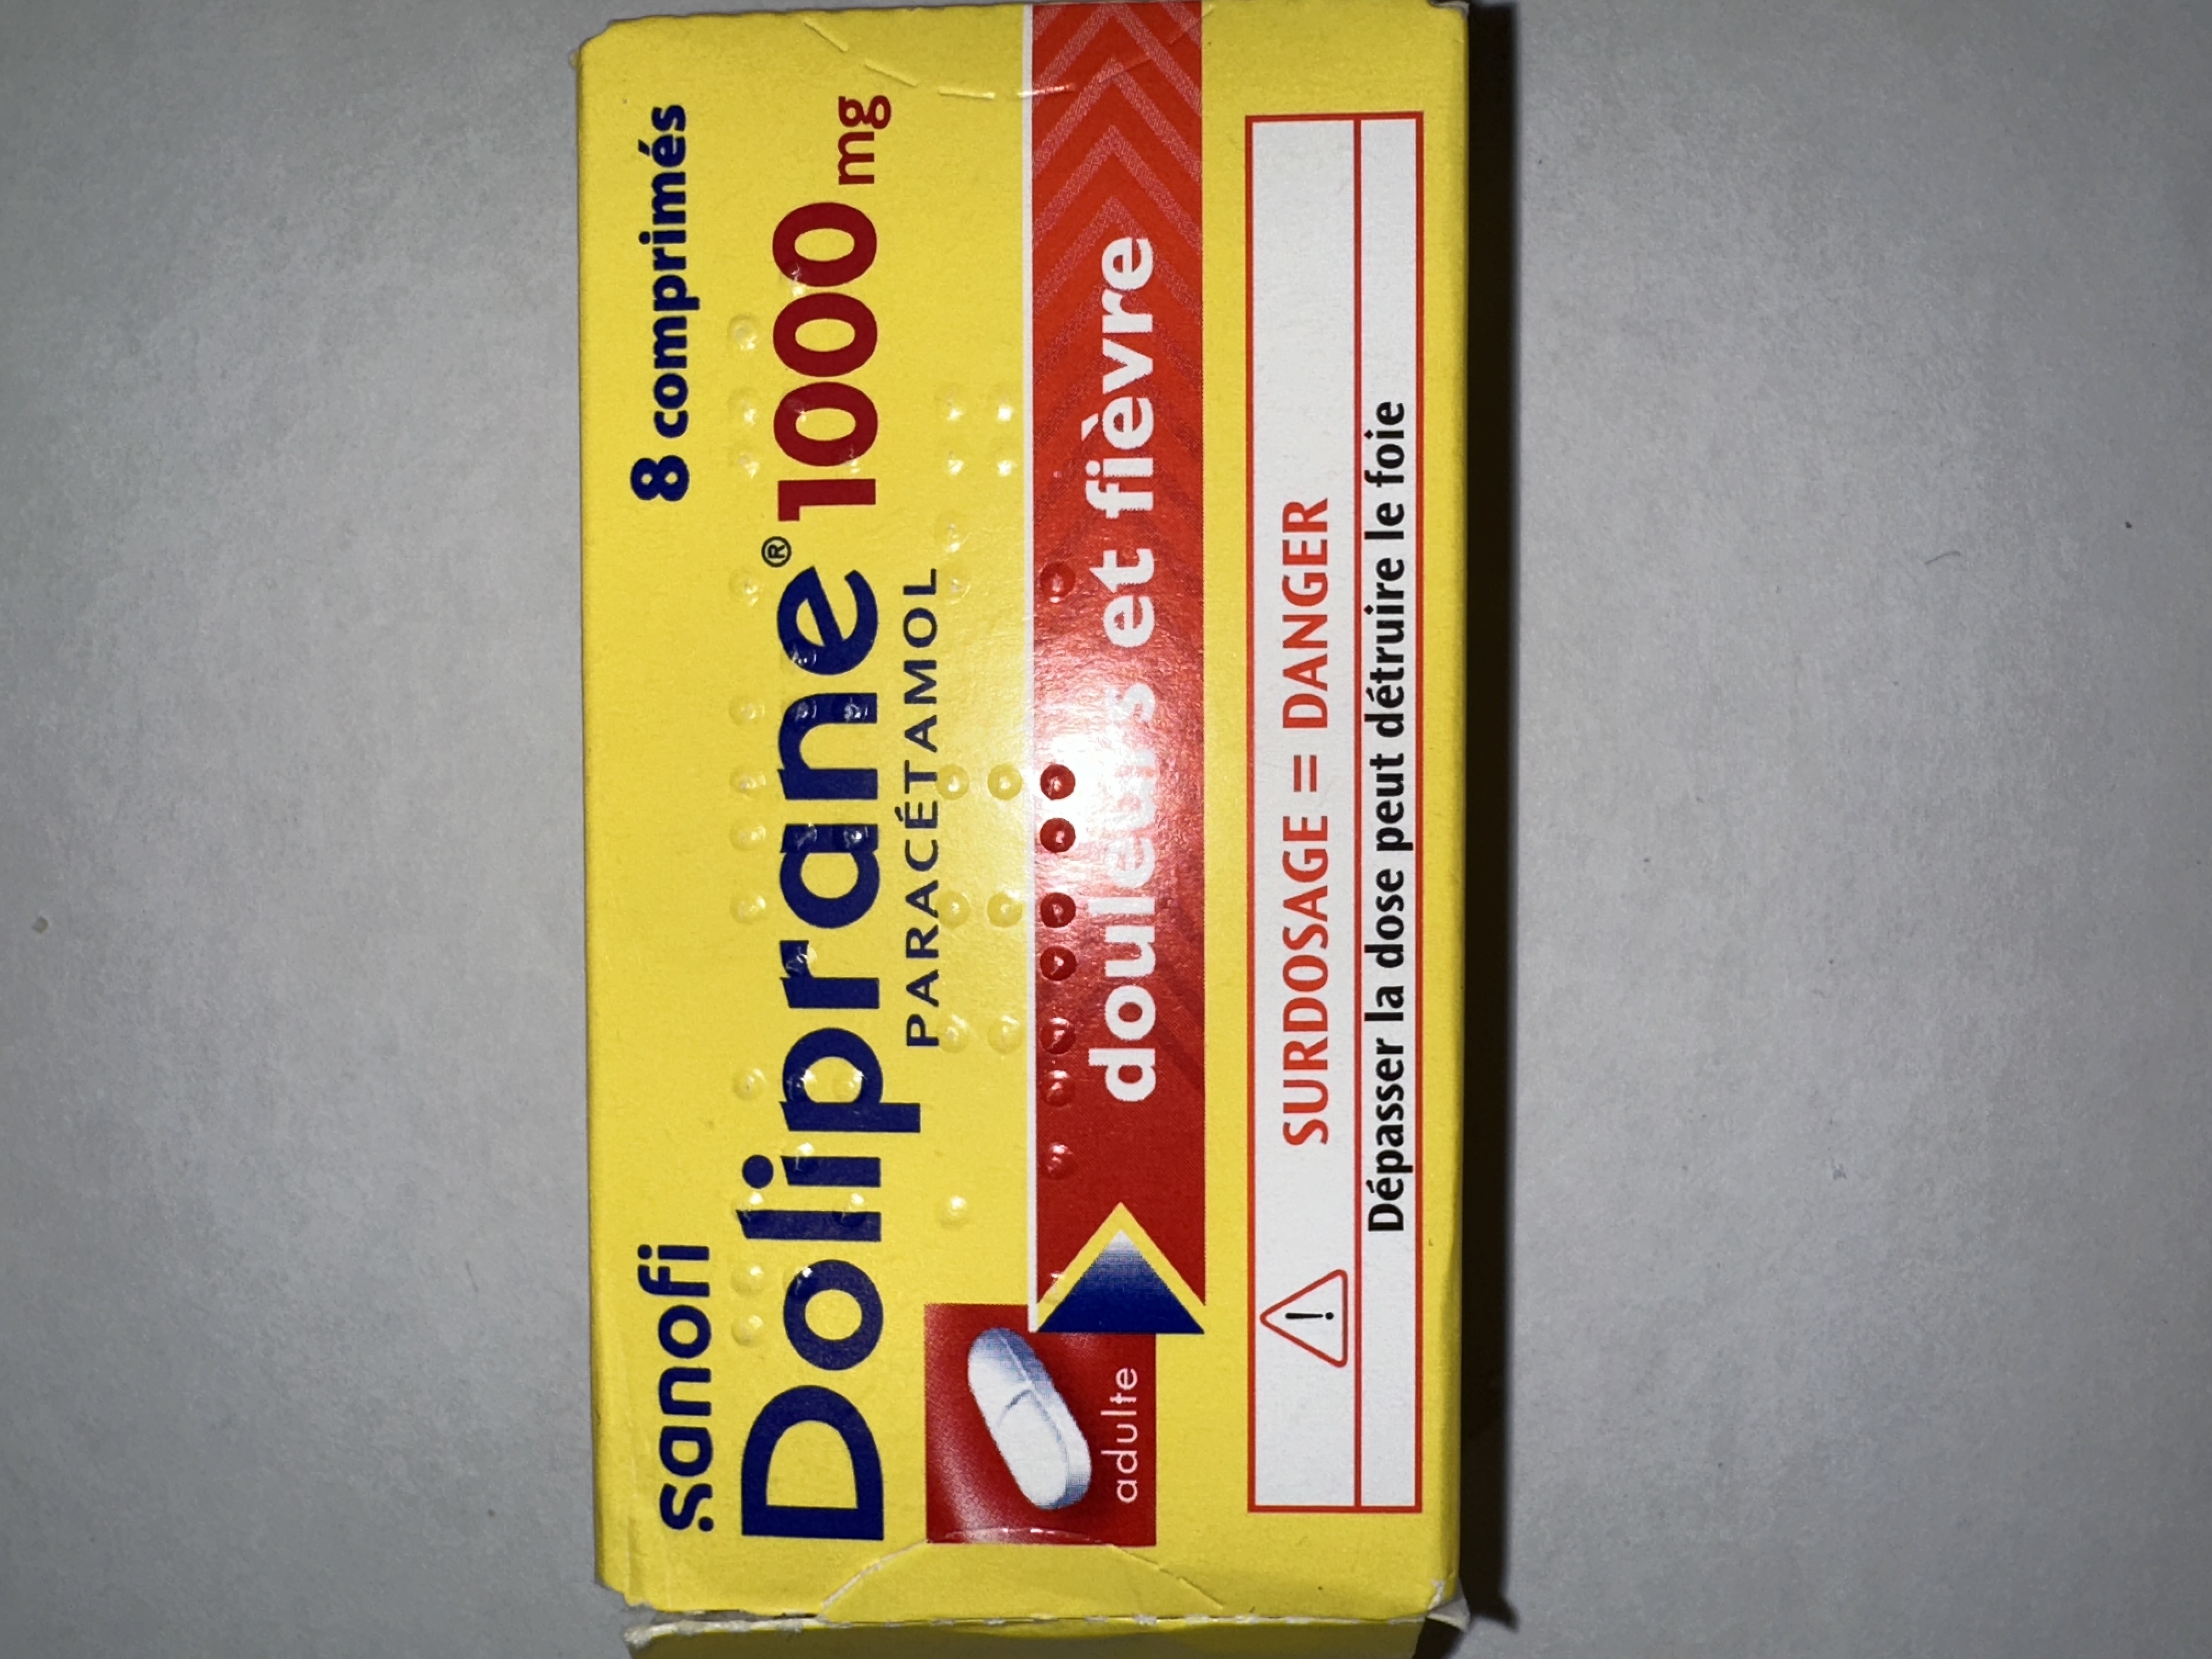 sanofi
8 comprimés
Doliprane® 1000 mg
PARACÉTAMOL
adulte
douleurs et fièvre
SURDOSAGE = DANGER
Dépasser la dose peut détruire le foie